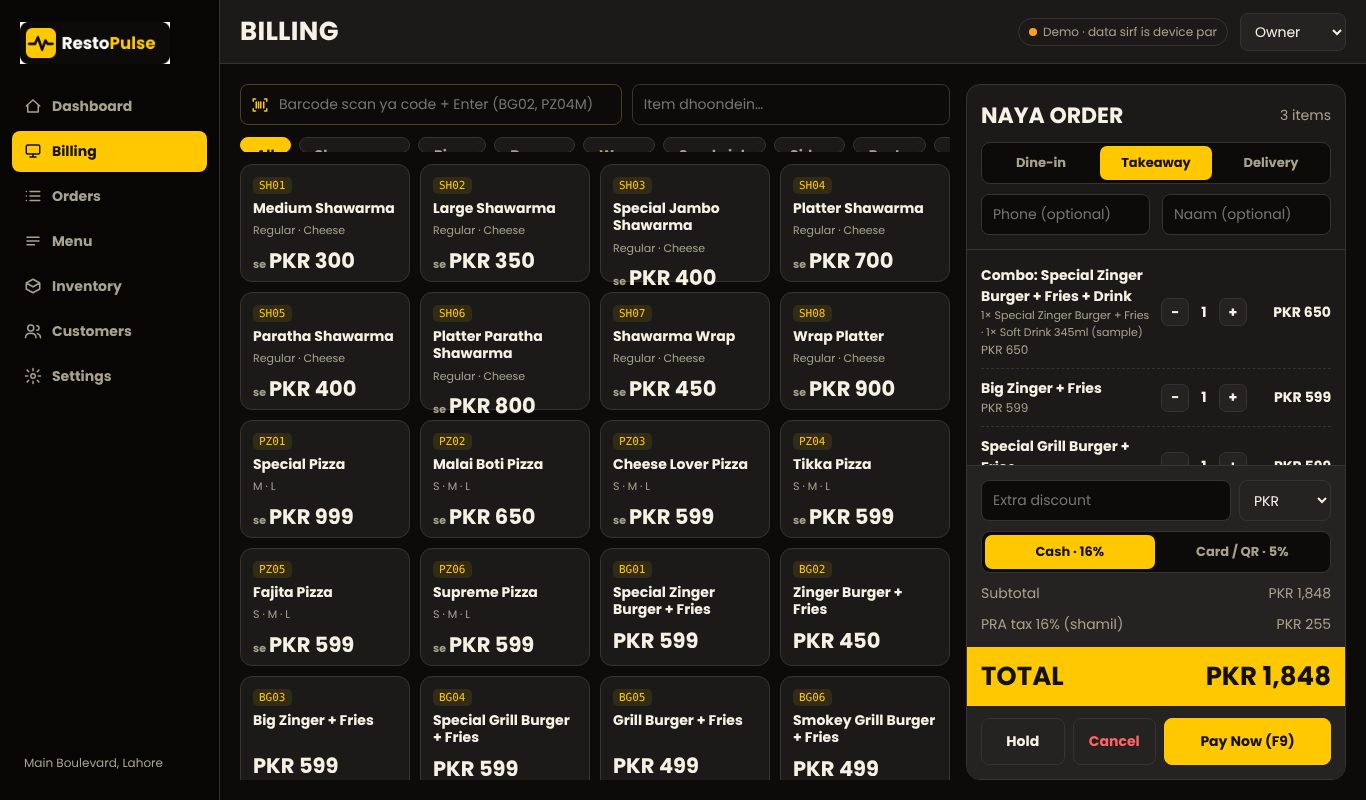 RestoPulse
Dashboard
Billing
Orders
Menu
Inventory
Customers
Settings
Main Boulevard, Lahore
BILLING
Demo · data sirf is device par
Owner
Barcode scan ya code + Enter (BG02, PZ04M)
Item dhoondein...
SH01
Medium Shawarma
Regular · Cheese
se PKR 300
SH02
Large Shawarma
Regular · Cheese
se PKR 350
SH03
Special Jambo
Shawarma
Regular · Cheese
se PKR 400
SH04
Platter Shawarma
Regular · Cheese
se PKR 700
SH05
Paratha Shawarma
Regular · Cheese
se PKR 400
SH06
Platter Paratha
Shawarma
Regular · Cheese
se PKR 800
SH07
Shawarma Wrap
Regular · Cheese
se PKR 450
SH08
Wrap Platter
Regular · Cheese
se PKR 900
PZ01
Special Pizza
M · L
se PKR 999
PZ02
Malai Boti Pizza
S · M · L
se PKR 650
PZ03
Cheese Lover Pizza
S · M · L
se PKR 599
PZ04
Tikka Pizza
S · M · L
se PKR 599
PZ05
Fajita Pizza
S · M · L
se PKR 599
PZ06
Supreme Pizza
S · M · L
se PKR 599
BG01
Special Zinger
Burger + Fries
PKR 599
BG02
Zinger Burger +
Fries
PKR 450
BG03
Big Zinger + Fries
PKR 599
BG04
Special Grill Burger
+ Fries
PKR 599
BG05
Grill Burger + Fries
PKR 499
BG06
Smokey Grill Burger
+ Fries
PKR 499
NAYA ORDER
3 items
Dine-in
Takeaway
Delivery
Phone (optional)
Naam (optional)
Combo: Special Zinger
Burger + Fries + Drink
1× Special Zinger Burger + Fries
· 1× Soft Drink 345ml (sample)
PKR 650
- 1 +
PKR 650
Big Zinger + Fries
PKR 599
- 1 +
PKR 599
Special Grill Burger +
Fries
1
PKR 599
Extra discount
PKR
Cash · 16%
Card / QR · 5%
Subtotal
PKR 1,848
PRA tax 16% (shamil)
PKR 255
TOTAL
PKR 1,848
Hold
Cancel
Pay Now (F9)